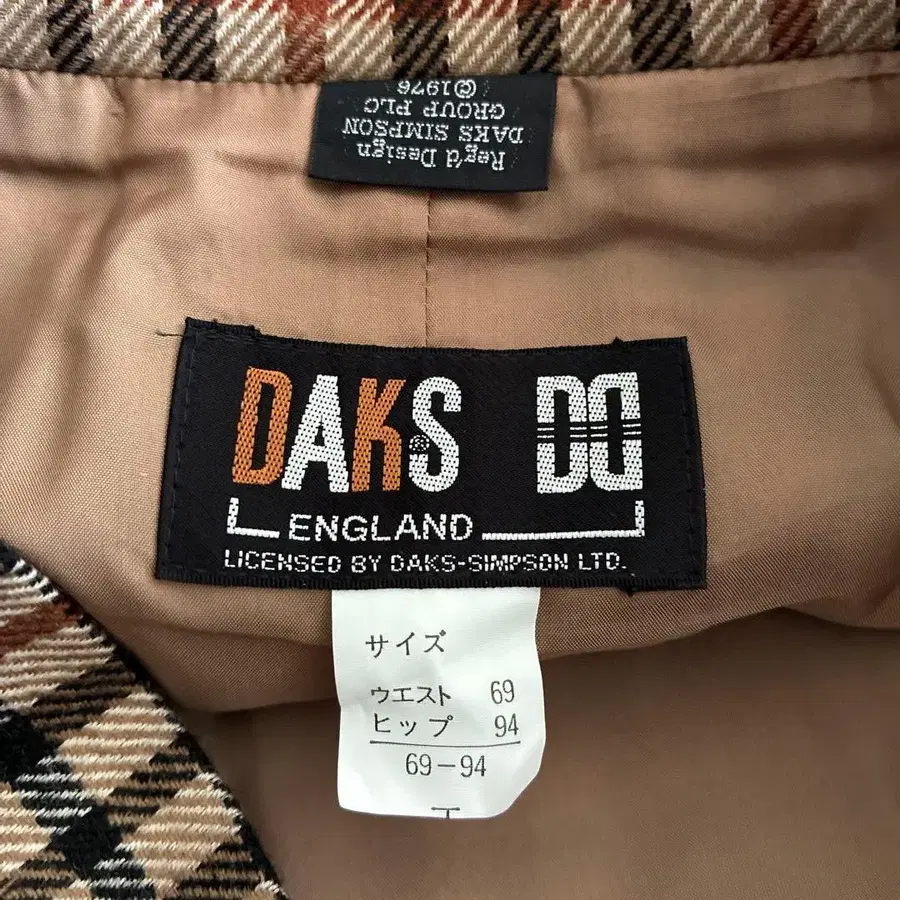 Reg'd Design
DAKS SIMPSON
GROUP PLC
©1976
DAKS DD
ENGLAND
LICENSED BY DAKS-SIMPSON LTD.
サイズ
ウエスト 69
ヒップ 94
69-94